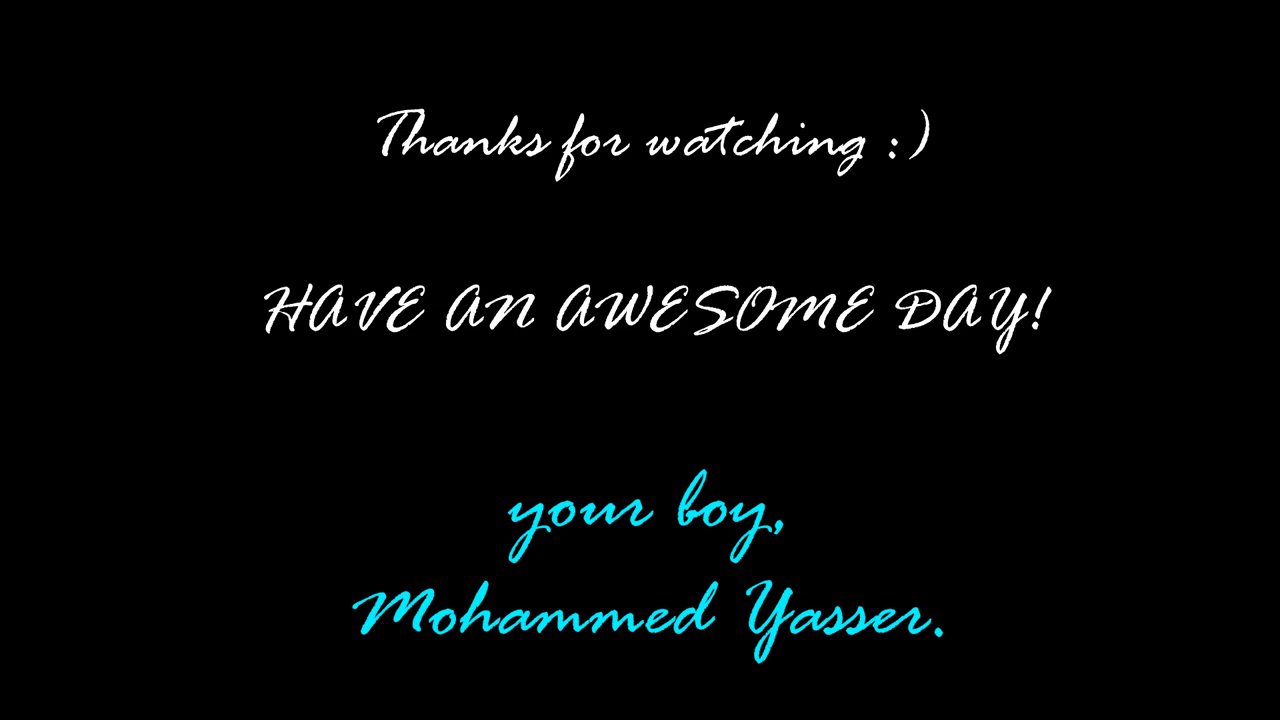 Thanks for watching :)
HAVE AN AWESOME DAY!
your boy,
Mohammed Yasser.